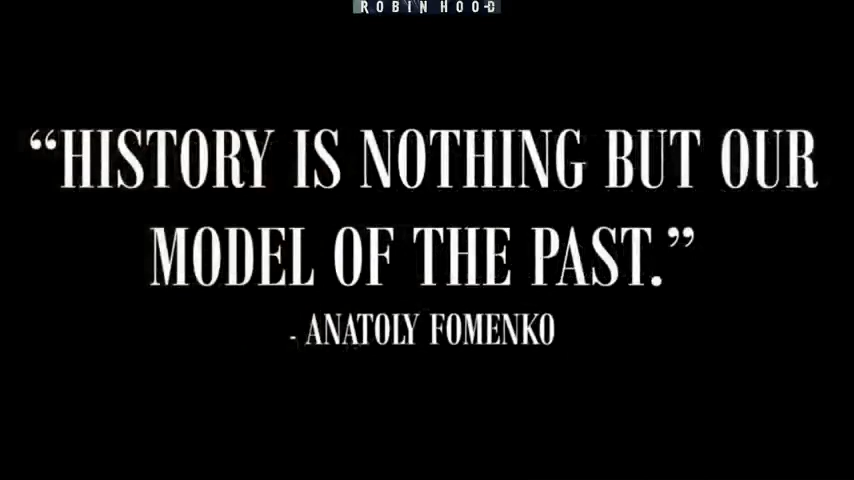 ROBIN HOOD
“HISTORY IS NOTHING BUT OUR
MODEL OF THE PAST.”
- ANATOLY FOMENKO